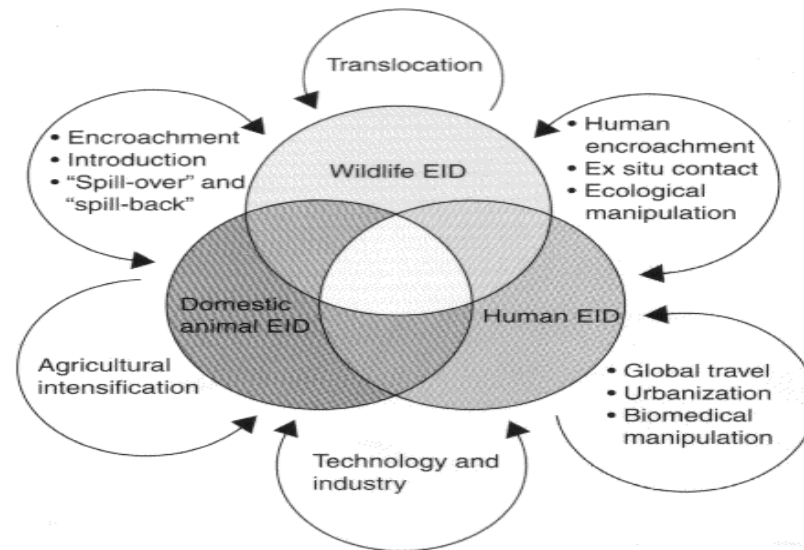 Translocation
• Encroachment
• Introduction
• “Spill-over” and
“spill-back”
Wildlife EID
• Human
encroachment
• Ex situ contact
• Ecological
manipulation
Domestic
animal EID
Human EID
Agricultural
intensification
• Global travel
• Urbanization
• Biomedical
manipulation
Technology and
industry